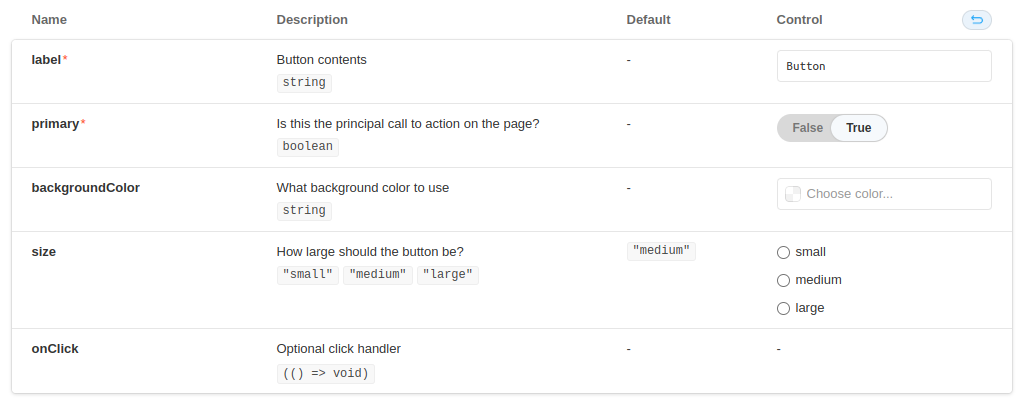 Name Description Default Control
label* Button contents - Button
string
primary* Is this the principal call to action on the page? - False True
boolean
backgroundColor What background color to use - Choose color...
string
size How large should the button be? "medium" small
"small" "medium" "large" medium
large
onClick Optional click handler - -
(() => void)